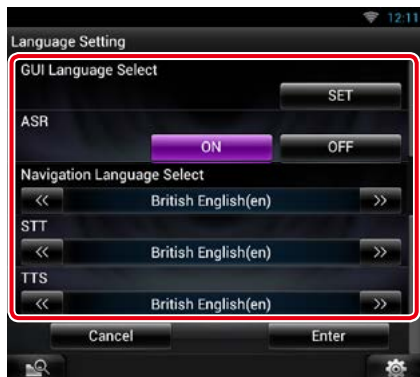 12:11
Language Setting
GUI Language Select
SET
ASR
ON OFF
Navigation Language Select
<< British English(en) >>
STT
<< British English(en) >>
TTS
<< British English(en) >>
Cancel Enter